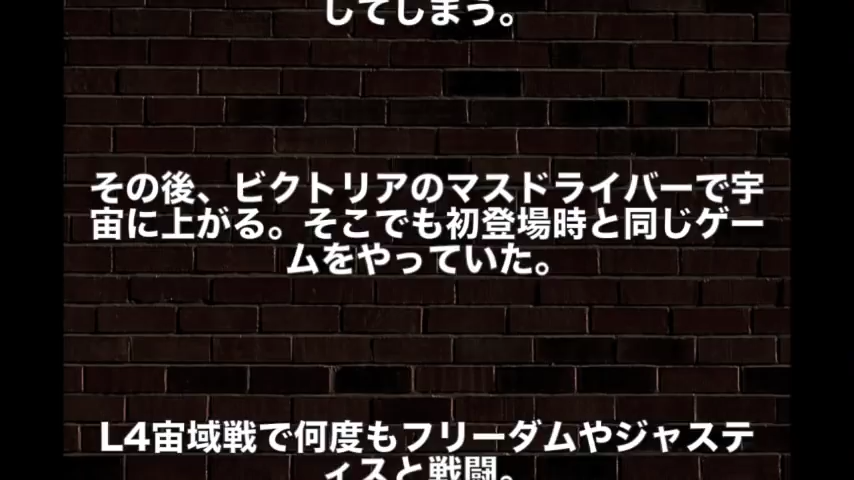 してしまう。
その後、ビクトリアのマスドライバーで宇
宙に上がる。そこでも初登場時と同じゲー
ムをやっていた。
L4宙域戦で何度もフリーダムやジャステ
ィスと戦闘。